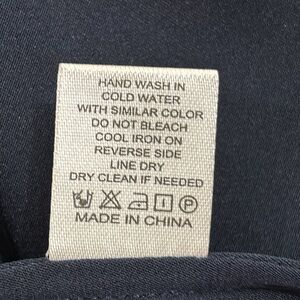 HAND WASH IN
COLD WATER
WITH SIMILAR COLOR
DO NOT BLEACH
COOL IRON ON
REVERSE SIDE
LINE DRY
DRY CLEAN IF NEEDED
P
MADE IN CHINA